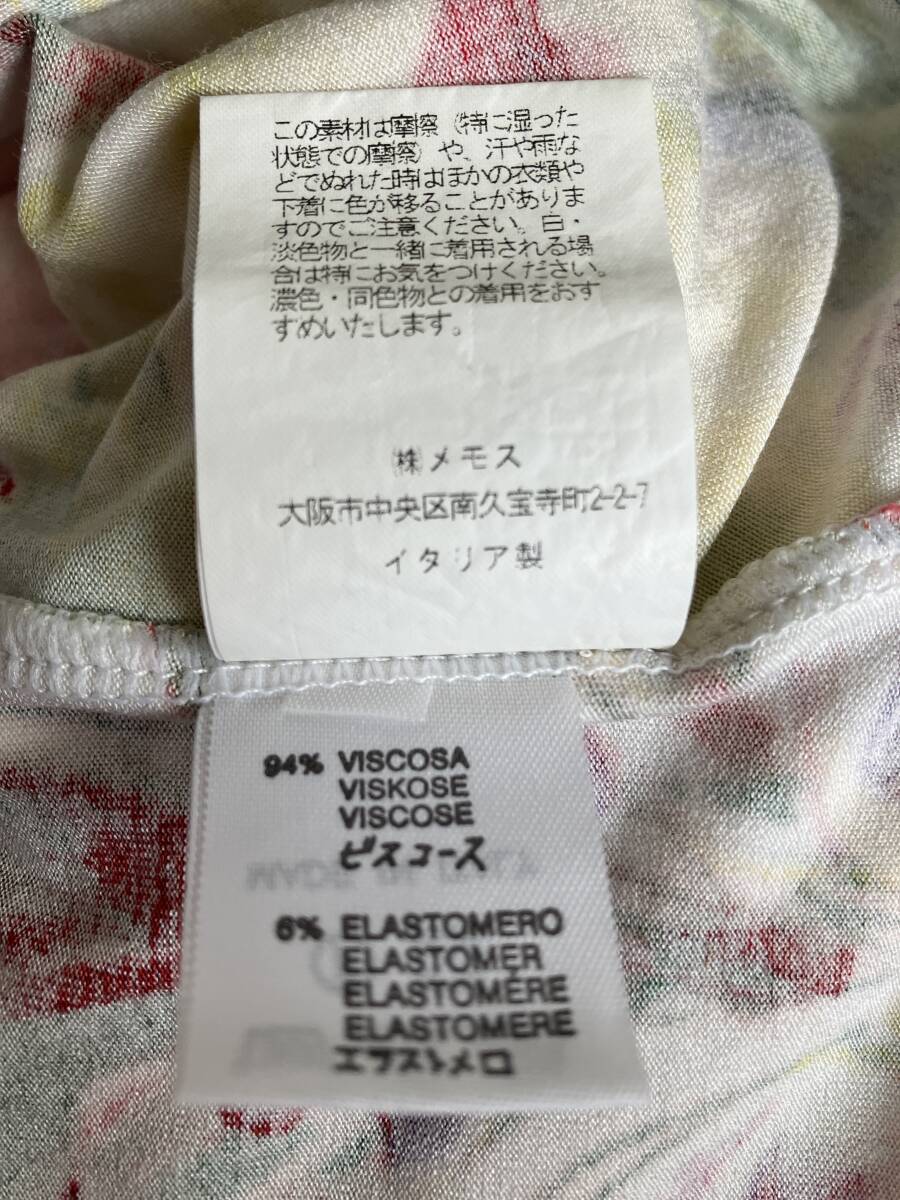 この素材は摩擦（特に湿った
状態での摩擦）や、汗や雨な
どでぬれた時はほかの衣類や
下着に色が移ることがありま
すのでご注意ください。白・
淡色物と一緒に着用される場
合は特にお気をつけください。
濃色・同色物との着用をおす
すめいたします。
㈱メモス
大阪市中央区南久宝寺町2-2-7
イタリア製
94% VISCOSA
VISKOSE
VISCOSE
ビスコース
6% ELASTOMERO
ELASTOMER
ELASTOMÈRE
ELASTOMERE
エラストメロ